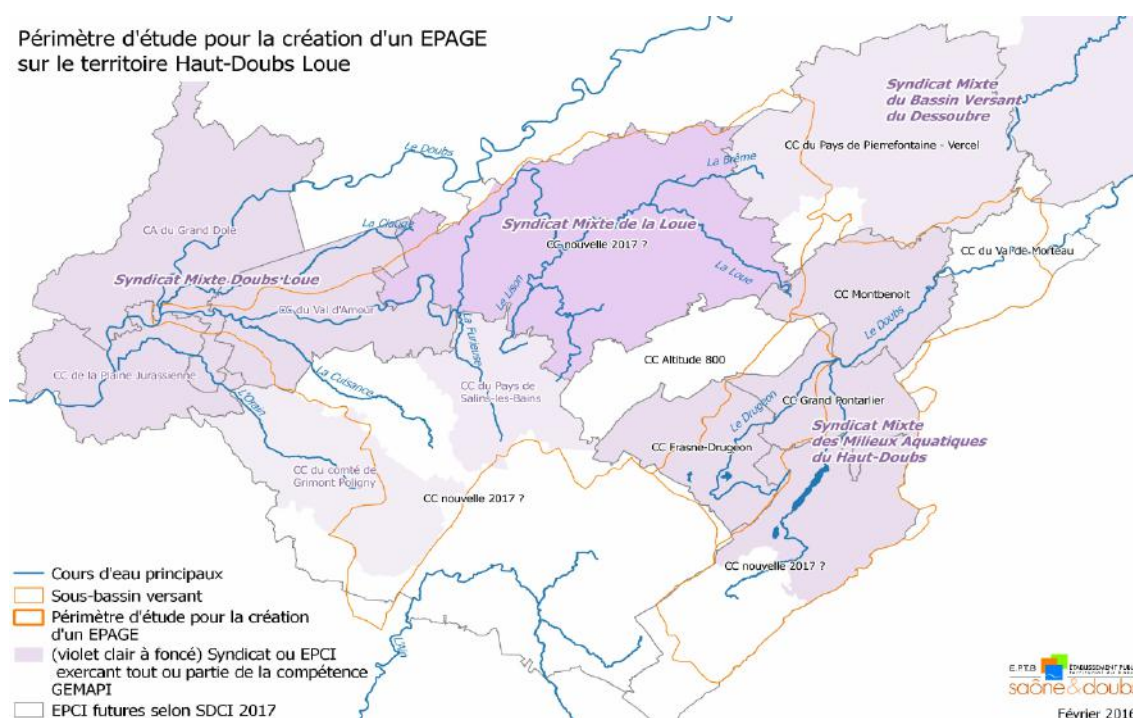 Périmètre d'étude pour la création d'un EPAGE
sur le territoire Haut-Doubs Loue
Syndicat Mixte
du Bassin Versant
du Dessoubre
CC du Pays de Pierrefontaine - Vercel
Le Doubs
La Brême
CA du Grand Dole
La Clauge
Syndicat Mixte de la Loue
CC nouvelle 2017 ?
CC du Val de Morteau
Syndicat Mixte Doubs Loue
Le Lison
La Loue
CC Montbenoit
CC du Val d'Amour
La Furieuse
Le Doubs
CC Altitude 800
CC de la Plaine Jurassienne
La Cuisance
CC du Pays de
Salins-les-Bains
Le Drugeon
CC Grand Pontarlier
L'Orain
Syndicat Mixte
des Milieux Aquatiques
du Haut-Doubs
CC Frasne-Drugeon
CC du comté de
Grimont Poligny
CC nouvelle 2017 ?
CC nouvelle 2017 ?
Cours d'eau principaux
Sous-bassin versant
Périmètre d'étude pour la création
d'un EPAGE
(violet clair à foncé) Syndicat ou EPCI
exercant tout ou partie de la compétence
GEMAPI
EPCI futures selon SDCI 2017
L'Ain
E.P.T.B
ÉTABLISSEMENT PUBL
saône&doubs
Février 2016